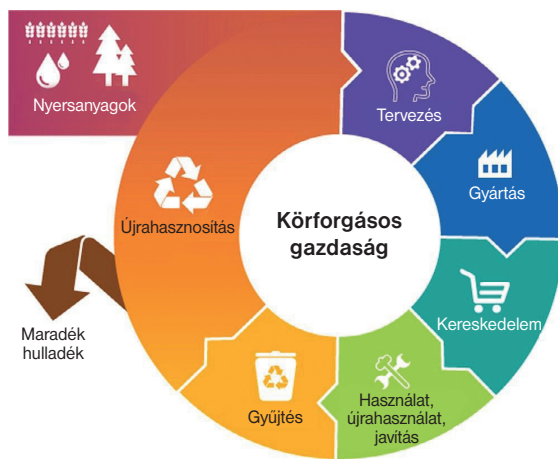 Nyersanyagok
Tervezés
Gyártás
Kereskedelem
Használat,
újrahasználat,
javítás
Gyűjtés
Újrahasznosítás
Maradék
hulladék
Körforgásos
gazdaság